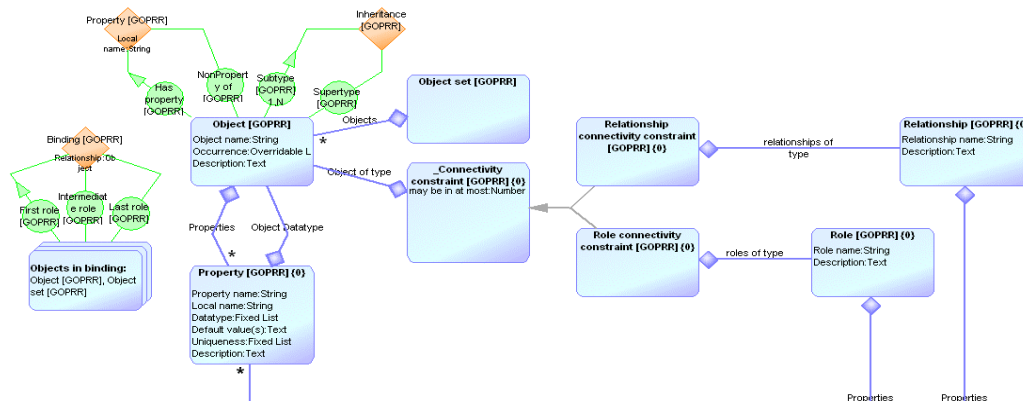 Property [GOPRR]
Local
name:String
Inheritance
[GOPRR]
Has
property
[GOPRR]
NonPropert
y of
[GOPRR]
Subtype
[GOPRR]
1,N
Supertype
[GOPRR]
Object set [GOPRR]
Objects
*
Object [GOPRR]
Object name:String
Occurrence:Overridable L
Description:Text
Object of type
_Connectivity
constraint [GOPRR] {0}
may be in at most:Number
Relationship
connectivity constraint
[GOPRR] {0}
relationships of
type
Relationship [GOPRR] {0}
Relationship name:String
Description:Text
Binding [GOPRR]
Relationship:Ob
ject
First role
[GOPRR]
Intermediat
e role
[GOPRR]
Last role
[GOPRR]
Objects in binding:
Object [GOPRR], Object
set [GOPRR]
Properties
*
Object Datatype
Role connectivity
constraint [GOPRR] {0}
roles of type
Role [GOPRR] {0}
Role name:String
Description:Text
Property [GOPRR] {0}
Property name:String
Local name:String
Datatype:Fixed List
Default value(s):Text
Uniqueness:Fixed List
Description:Text
*
Properties
Properties